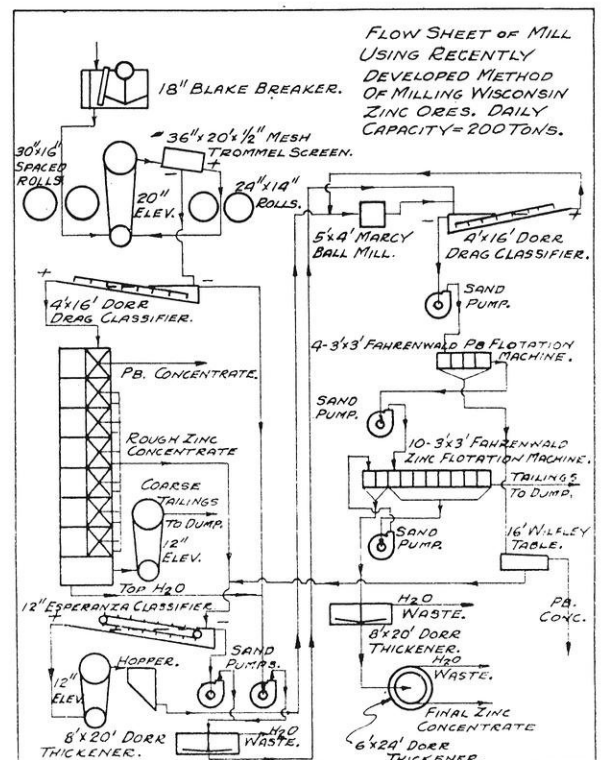 FLOW SHEET OF MILL
USING RECENTLY
DEVELOPED METHOD
OF MILLING WISCONSIN
ZINC ORES. DAILY
CAPACITY=200 TONS.
18" BLAKE BREAKER.
36"X20'X½" MESH
TROMMEL SCREEN.
30"X16"
SPACED
ROLLS
20"
ELEV.
24"X14"
ROLLS.
5'X4' MARCY
BALL MILL.
4'X16' DORR
DRAG CLASSIFIER.
4'X16' DORR
DRAG CLASSIFIER.
SAND
PUMP.
4-3'X3' FAHRENWALD PB FLOTATION
MACHINE.
PB. CONCENTRATE.
SAND
PUMP.
ROUGH ZINC
CONCENTRATE
10-3'X3' FAHRENWALD
ZINC FLOTATION MACHINE.
TAILINGS
TO DUMP.
COARSE
TAILINGS
TO DUMP.
12"
ELEV.
SAND
PUMP.
16' WILFLEY
TABLE.
TOP H2O
12" ESPERANZA CLASSIFIER
H2O
WASTE.
8'X20' DORR
THICKENER.
PB.
CONC.
HOPPER.
12"
ELEV.
SAND
PUMPS.
H2O
WASTE.
8'X20' DORR
THICKENER.
H2O
WASTE.
FINAL ZINC
CONCENTRATE
6'X24' DORR
THICKENER